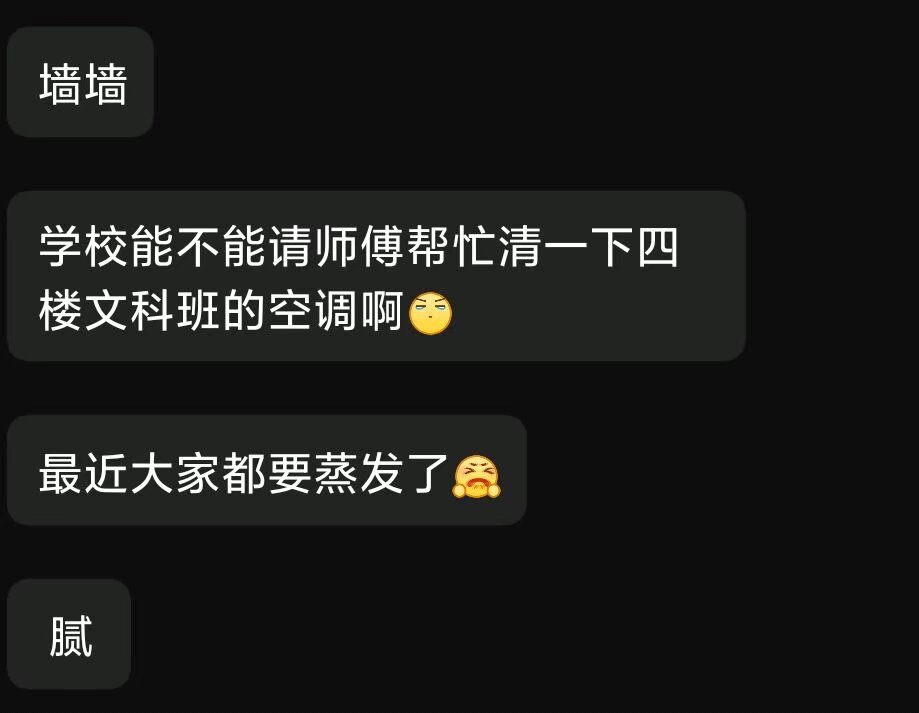 墙墙
学校能不能请师傅帮忙清一下四
楼文科班的空调啊
最近大家都要蒸发了
腻